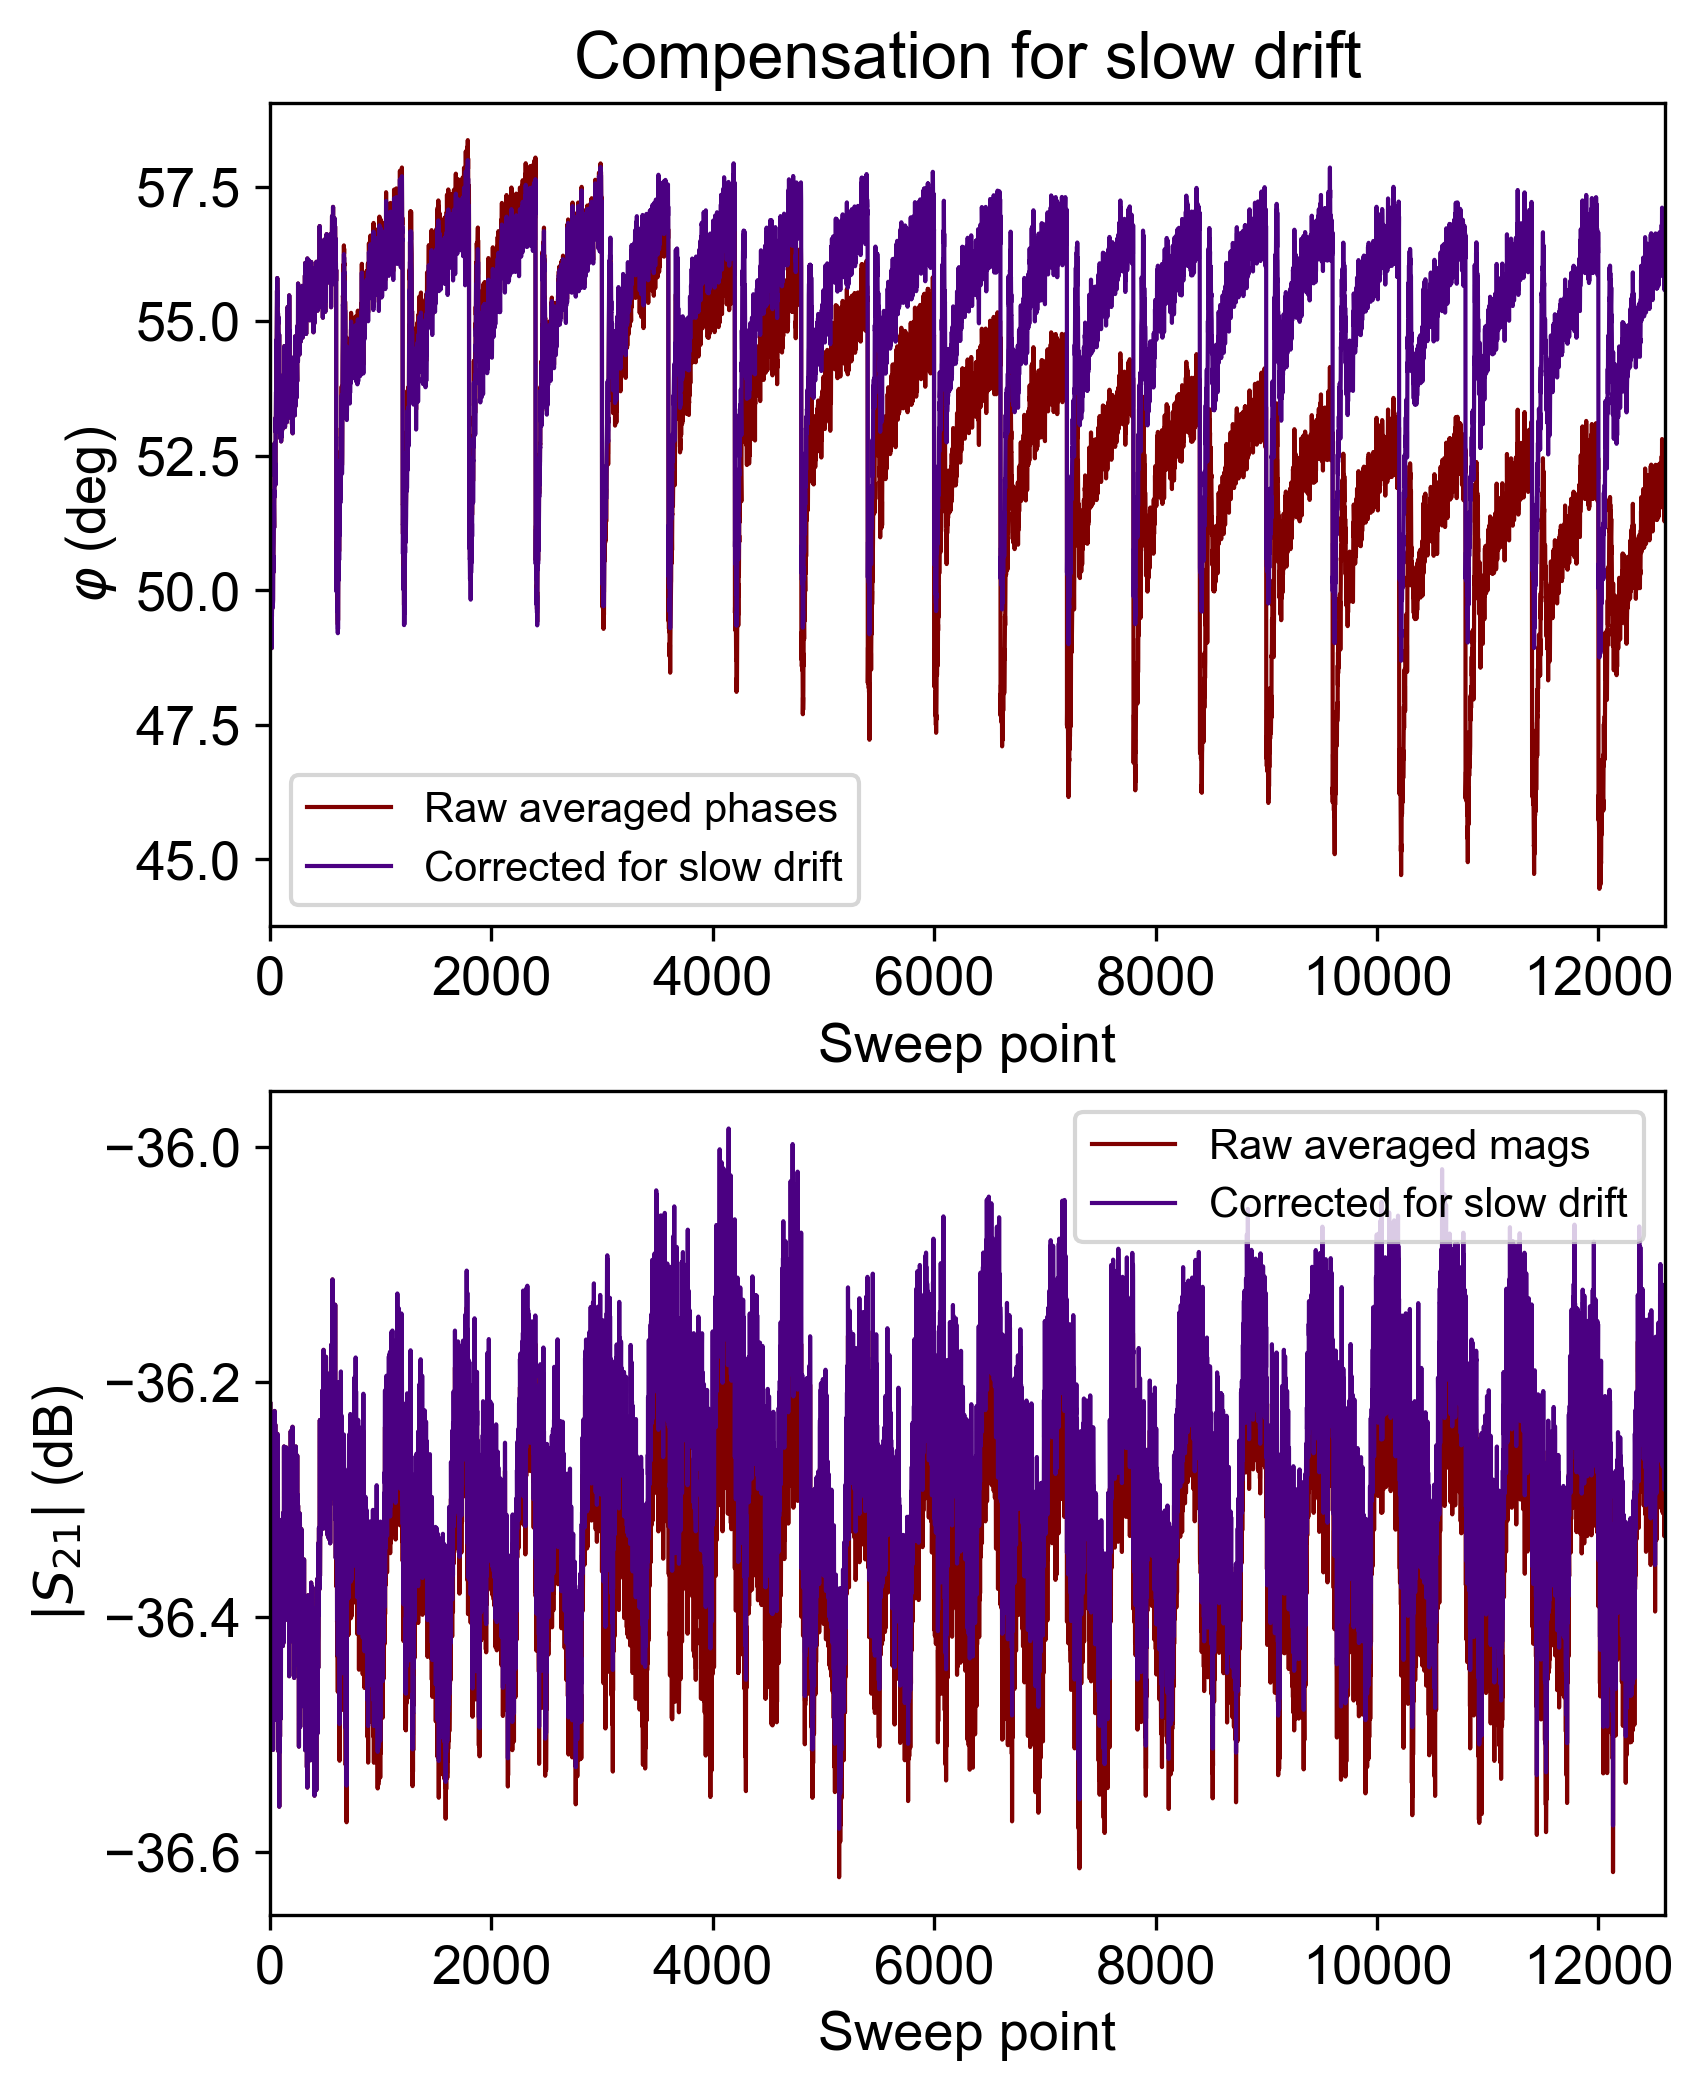 Compensation for slow drift
57.5
55.0
52.5
50.0
47.5
45.0
φ (deg)
Raw averaged phases
Corrected for slow drift
0 2000 4000 6000 8000 10000 12000
Sweep point
−36.0
−36.2
−36.4
−36.6
|S₂₁| (dB)
Raw averaged mags
Corrected for slow drift
0 2000 4000 6000 8000 10000 12000
Sweep point